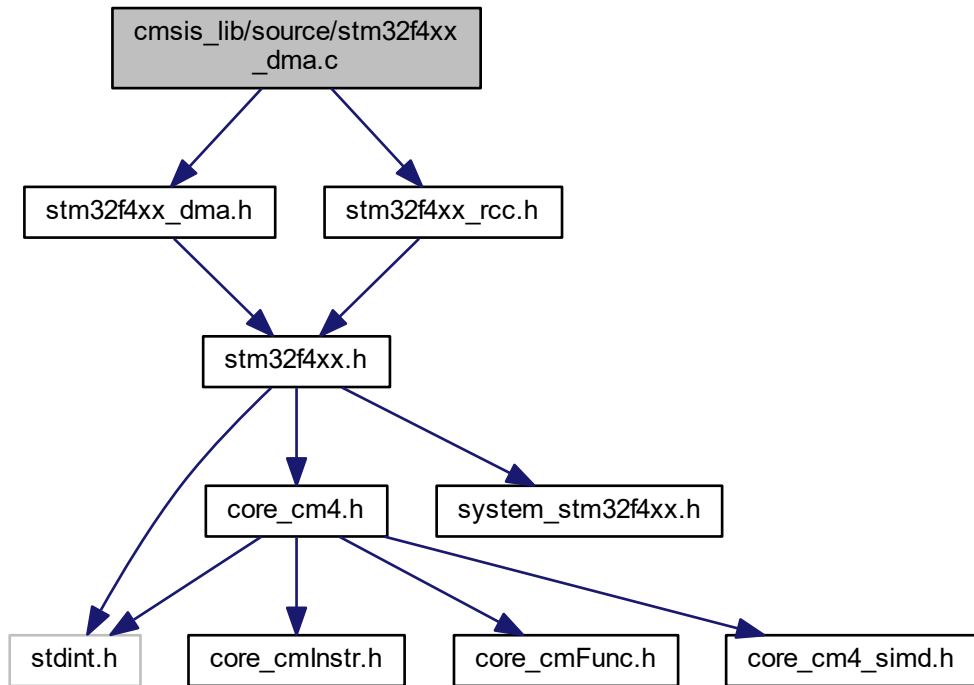 cmsis_lib/source/stm32f4xx
_dma.c
stm32f4xx_dma.h
stm32f4xx_rcc.h
stm32f4xx.h
core_cm4.h
system_stm32f4xx.h
stdint.h
core_cmInstr.h
core_cmFunc.h
core_cm4_simd.h